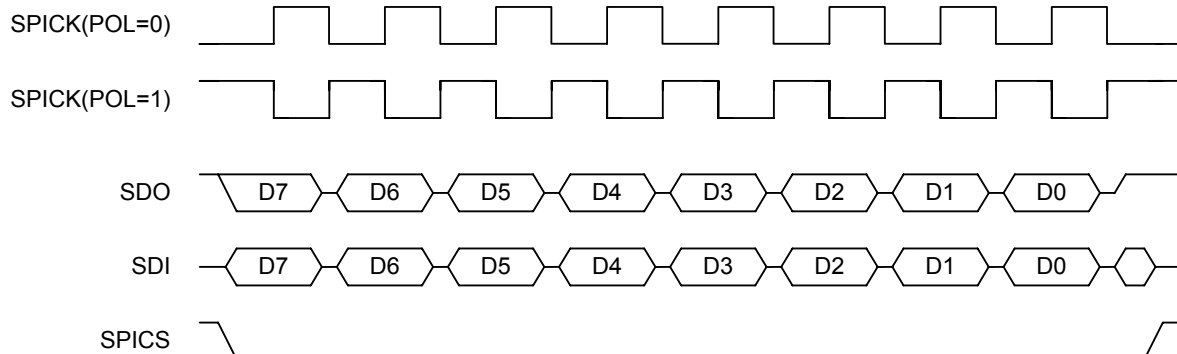 SPICK(POL=0)
SPICK(POL=1)
SDO D7 D6 D5 D4 D3 D2 D1 D0
SDI D7 D6 D5 D4 D3 D2 D1 D0
SPICS